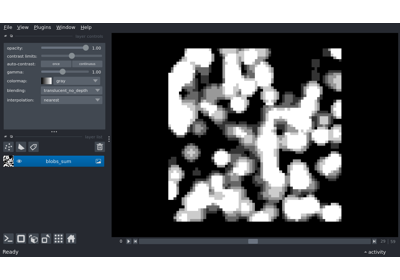 File View Plugins Window Help
opacity: 1.00
contrast limits:
auto-contrast: once continuous
gamma: 1.00
colormap: gray
blending: translucent_no_depth
interpolation: nearest
blobs_sum
Ready
activity